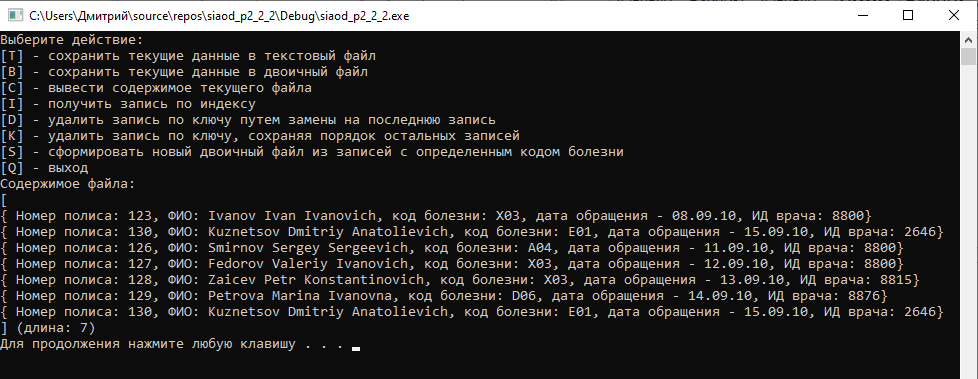 C:\Users\Дмитрий\source\repos\siaod_p2_2_2\Debug\siaod_p2_2_2.exe
Выберите действие:
[T] - сохранить текущие данные в текстовый файл
[B] - сохранить текущие данные в двоичный файл
[C] - вывести содержимое текущего файла
[I] - получить запись по индексу
[D] - удалить запись по ключу путем замены на последнюю запись
[K] - удалить запись по ключу, сохраняя порядок остальных записей
[S] - сформировать новый двоичный файл из записей с определенным кодом болезни
[Q] - выход
Содержимое файла:
[
{ Номер полиса: 123, ФИО: Ivanov Ivan Ivanovich, код болезни: X03, дата обращения - 08.09.10, ИД врача: 8800}
{ Номер полиса: 130, ФИО: Kuznetsov Dmitriy Anatolievich, код болезни: E01, дата обращения - 15.09.10, ИД врача: 2646}
{ Номер полиса: 126, ФИО: Smirnov Sergey Sergeevich, код болезни: A04, дата обращения - 11.09.10, ИД врача: 8800}
{ Номер полиса: 127, ФИО: Fedorov Valeriy Ivanovich, код болезни: X03, дата обращения - 12.09.10, ИД врача: 8800}
{ Номер полиса: 128, ФИО: Zaicev Petr Konstantinovich, код болезни: X03, дата обращения - 13.09.10, ИД врача: 8815}
{ Номер полиса: 129, ФИО: Petrova Marina Ivanovna, код болезни: D06, дата обращения - 14.09.10, ИД врача: 8876}
{ Номер полиса: 130, ФИО: Kuznetsov Dmitriy Anatolievich, код болезни: E01, дата обращения - 15.09.10, ИД врача: 2646}
] (длина: 7)
Для продолжения нажмите любую клавишу . . .